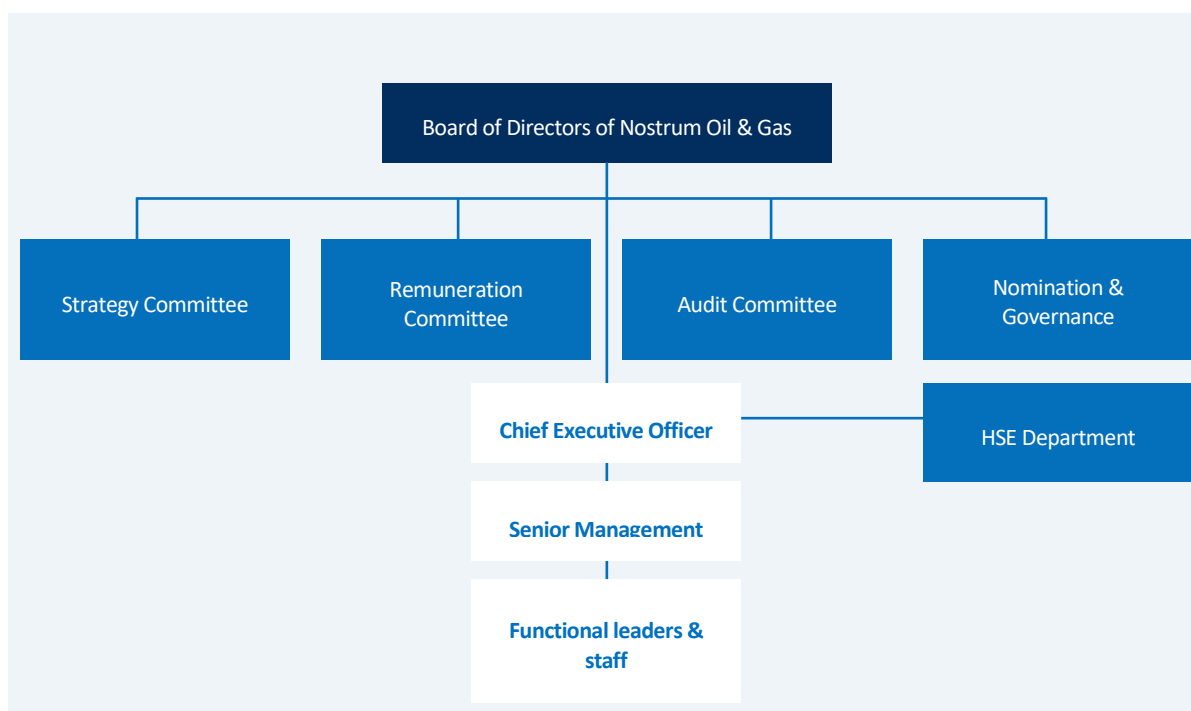 Board of Directors of Nostrum Oil & Gas
Strategy Committee
Remuneration
Committee
Audit Committee
Nomination &
Governance
Chief Executive Officer
HSE Department
Senior Management
Functional leaders &
staff